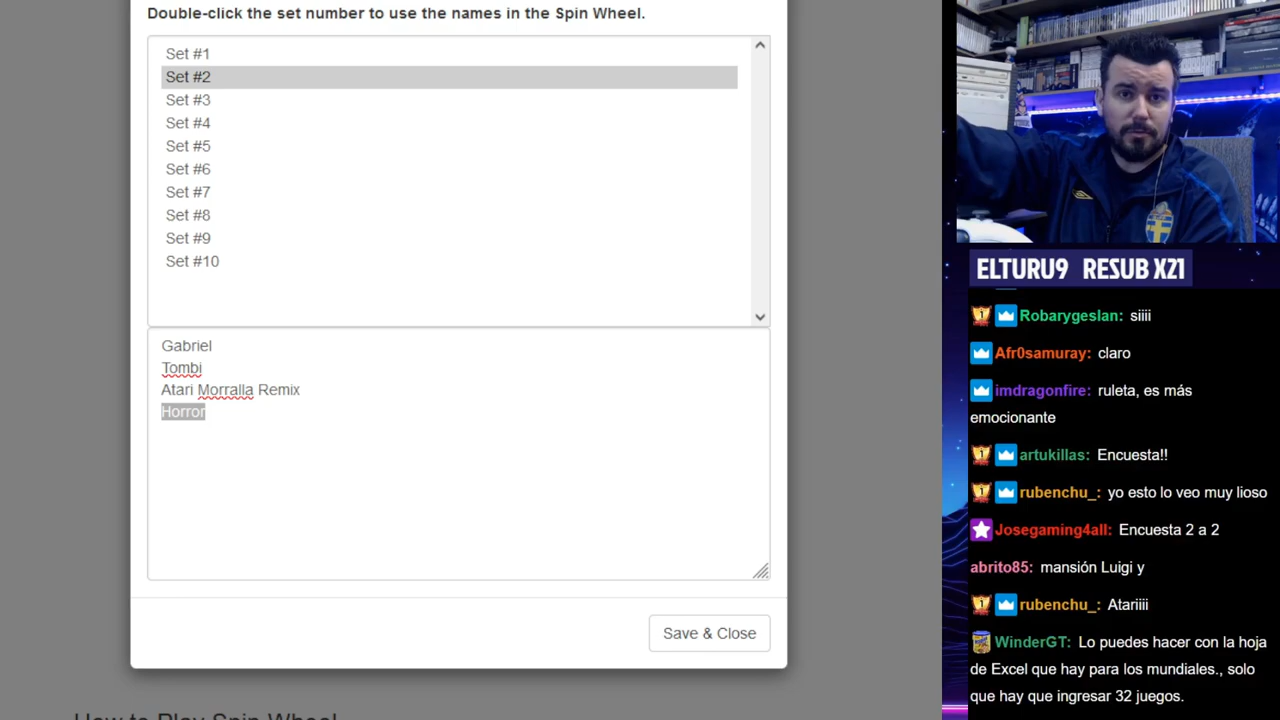 Double-click the set number to use the names in the Spin Wheel.
Set #1
Set #2
Set #3
Set #4
Set #5
Set #6
Set #7
Set #8
Set #9
Set #10
Gabriel
Tombi
Atari Morralla Remix
Horror
Save & Close
How to Play Spin Wheel
ELTURU9 RESUB X21
Robarygeslan: siiii
Afr0samuray: claro
imdragonfire: ruleta, es más
emocionante
artukillas: Encuesta!!
rubenchu_: yo esto lo veo muy lioso
Josegaming4all: Encuesta 2 a 2
abrito85: mansión Luigi y
rubenchu_: Atariiii
WinderGT: Lo puedes hacer con la hoja
de Excel que hay para los mundiales., solo
que hay que ingresar 32 juegos.